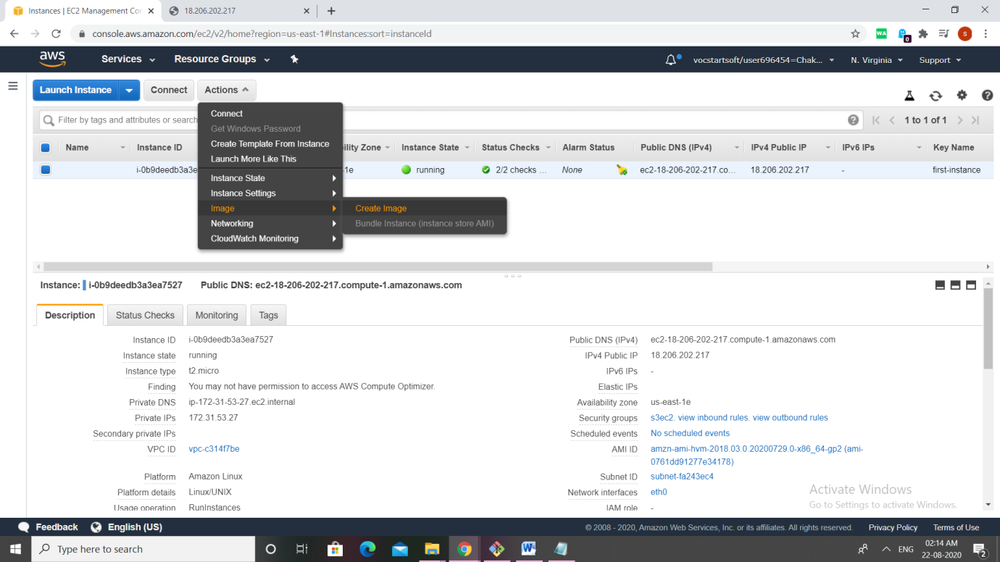 Instances | EC2 Management Con
18.206.202.217
console.aws.amazon.com/ec2/v2/home?region=us-east-1#Instances:sort=instanceId
WA
0
S
aws
Services
Resource Groups
vocstartsoft/user696454=Chak...
N. Virginia
Support
Launch Instance
Connect
Actions
Filter by tags and attributes or search
1 to 1 of 1
Connect
Get Windows Password
Create Template From Instance
Launch More Like This
Instance State
Instance Settings
Image
Networking
CloudWatch Monitoring
Create Image
Bundle Instance (instance store AMI)
Name
Instance ID
ility Zone
Instance State
Status Checks
Alarm Status
Public DNS (IPv4)
IPv4 Public IP
IPv6 IPs
Key Name
i-0b9deedb3a3e
1e
running
2/2 checks ...
None
ec2-18-206-202-217.co...
18.206.202.217
-
first-instance
Instance: i-0b9deedb3a3ea7527 Public DNS: ec2-18-206-202-217.compute-1.amazonaws.com
Description
Status Checks
Monitoring
Tags
Instance ID i-0b9deedb3a3ea7527
Instance state running
Instance type t2.micro
Finding You may not have permission to access AWS Compute Optimizer.
Private DNS ip-172-31-53-27.ec2.internal
Private IPs 172.31.53.27
Secondary private IPs
VPC ID vpc-c314f7be
Platform Amazon Linux
Platform details Linux/UNIX
Usage operation RunInstances
Public DNS (IPv4) ec2-18-206-202-217.compute-1.amazonaws.com
IPv4 Public IP 18.206.202.217
IPv6 IPs -
Elastic IPs
Availability zone us-east-1e
Security groups s3ec2. view inbound rules. view outbound rules
Scheduled events No scheduled events
AMI ID amzn-ami-hvm-2018.03.0.20200729.0-x86_64-gp2 (ami-
0761dd91277e34178)
Subnet ID subnet-fa243ec4
Network interfaces eth0
IAM role -
Activate Windows
Go to Settings to activate Windows.
Feedback
English (US)
© 2008 - 2020, Amazon Web Services, Inc. or its affiliates. All rights reserved.
Privacy Policy
Terms of Use
Type here to search
ENG
02:14 AM
22-08-2020
2